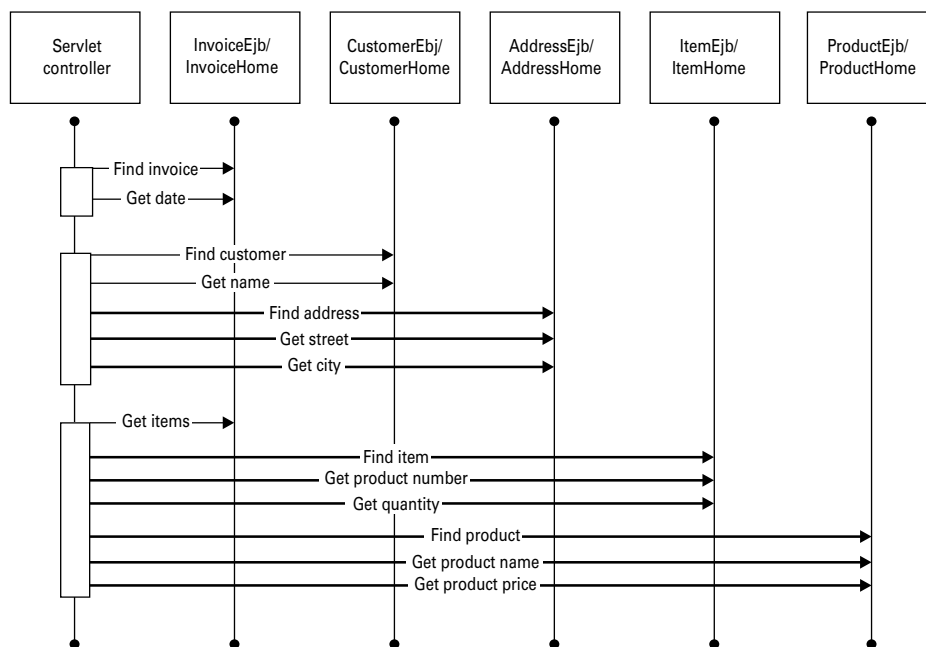 Servlet
controller
InvoiceEjb/
InvoiceHome
CustomerEbj/
CustomerHome
AddressEjb/
AddressHome
ItemEjb/
ItemHome
ProductEjb/
ProductHome
Find invoice
Get date
Find customer
Get name
Find address
Get street
Get city
Get items
Find item
Get product number
Get quantity
Find product
Get product name
Get product price